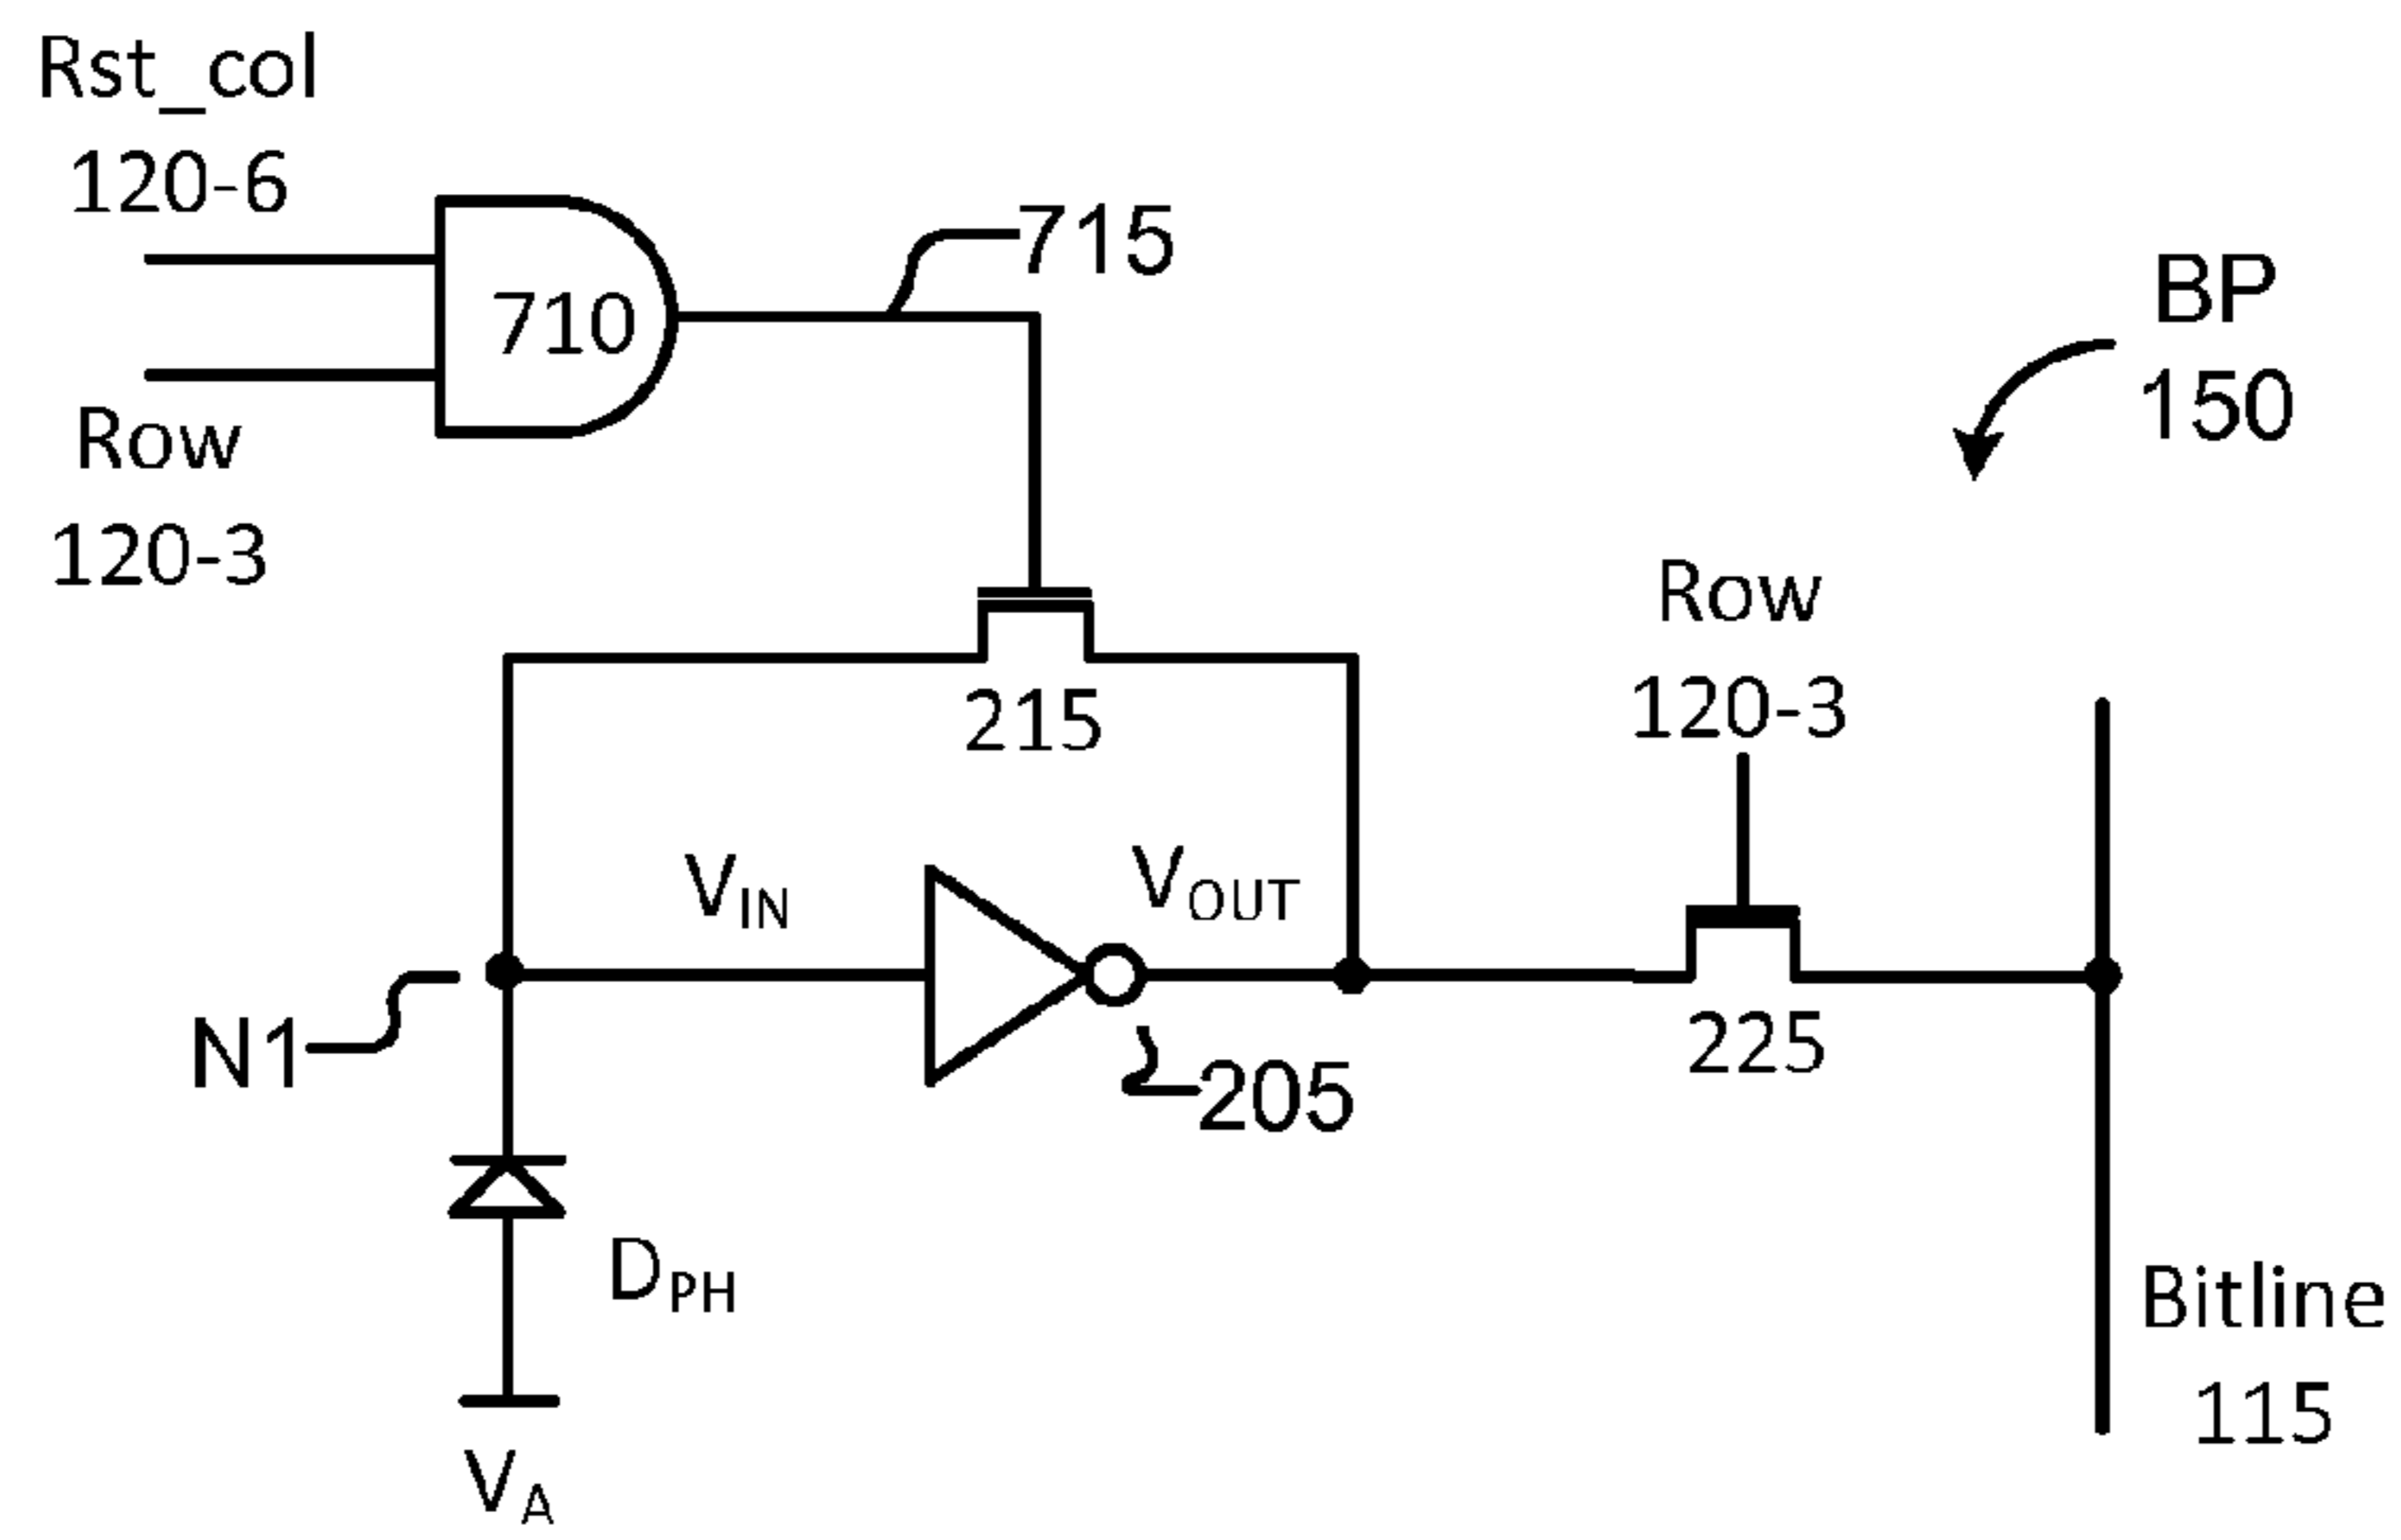 Rst_col
120-6
710
Row
120-3
715
BP
150
215
Row
120-3
VIN
VOUT
N1
205
225
DPH
VA
Bitline
115